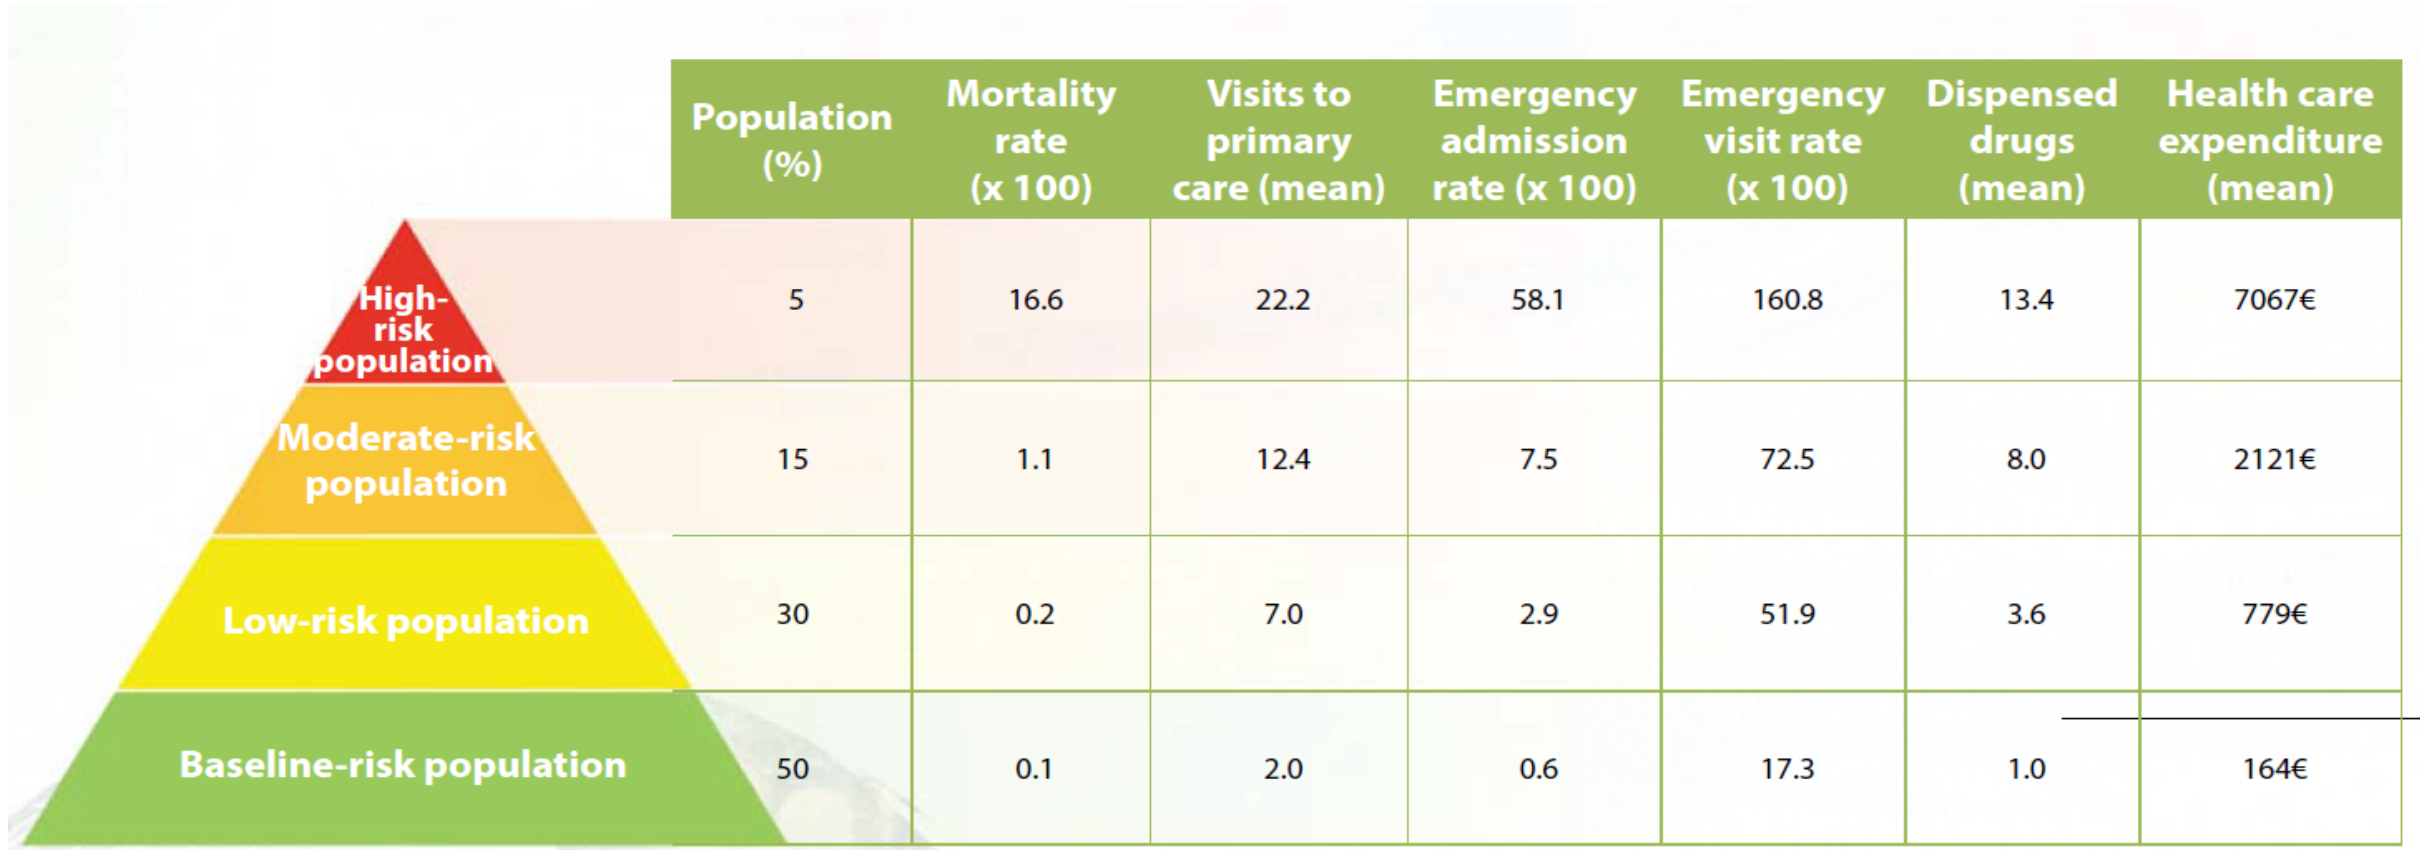 Population
(%)
Mortality
rate
(x 100)
Visits to
primary
care (mean)
Emergency
admission
rate (x 100)
Emergency
visit rate
(x 100)
Dispensed
drugs
(mean)
Health care
expenditure
(mean)
High-
risk
population
5
16.6
22.2
58.1
160.8
13.4
7067€
Moderate-risk
population
15
1.1
12.4
7.5
72.5
8.0
2121€
Low-risk population
30
0.2
7.0
2.9
51.9
3.6
779€
Baseline-risk population
50
0.1
2.0
0.6
17.3
1.0
164€